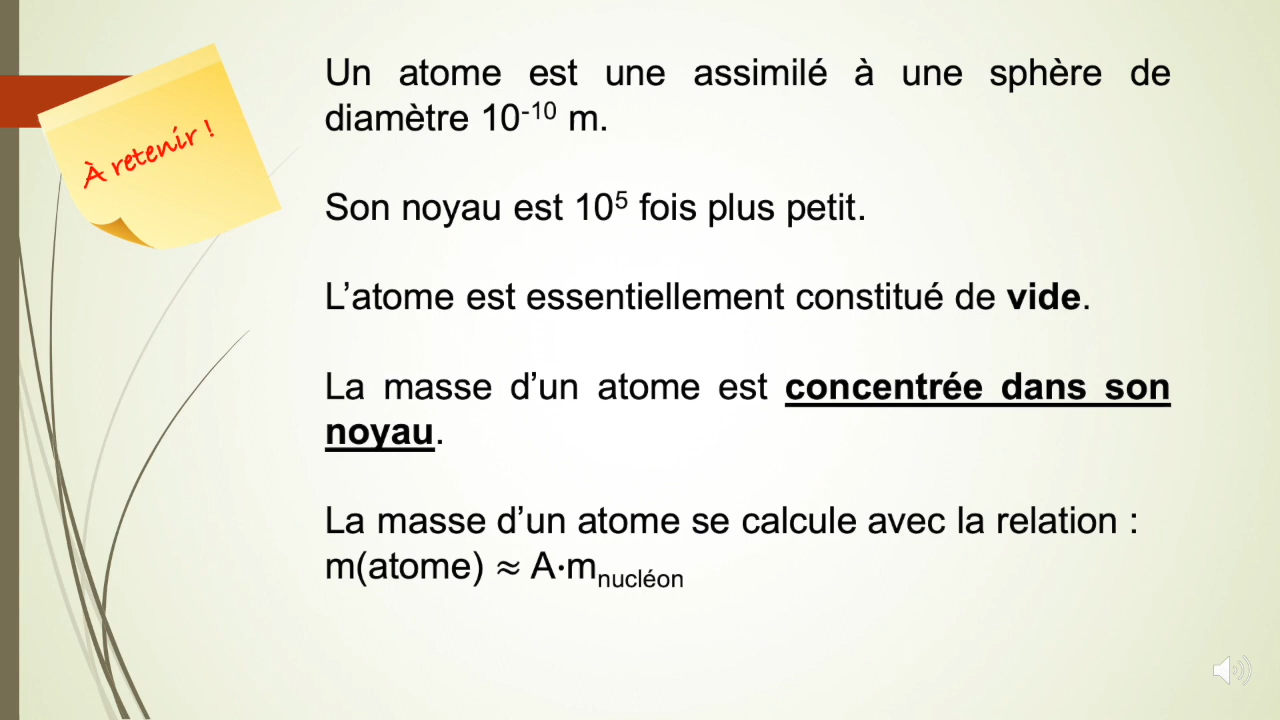 À retenir !
Un atome est une assimilé à une sphère de
diamètre 10⁻¹⁰ m.
Son noyau est 10⁵ fois plus petit.
L’atome est essentiellement constitué de vide.
La masse d’un atome est concentrée dans son
noyau.
La masse d’un atome se calcule avec la relation :
m(atome) ≈ A·mnucléon